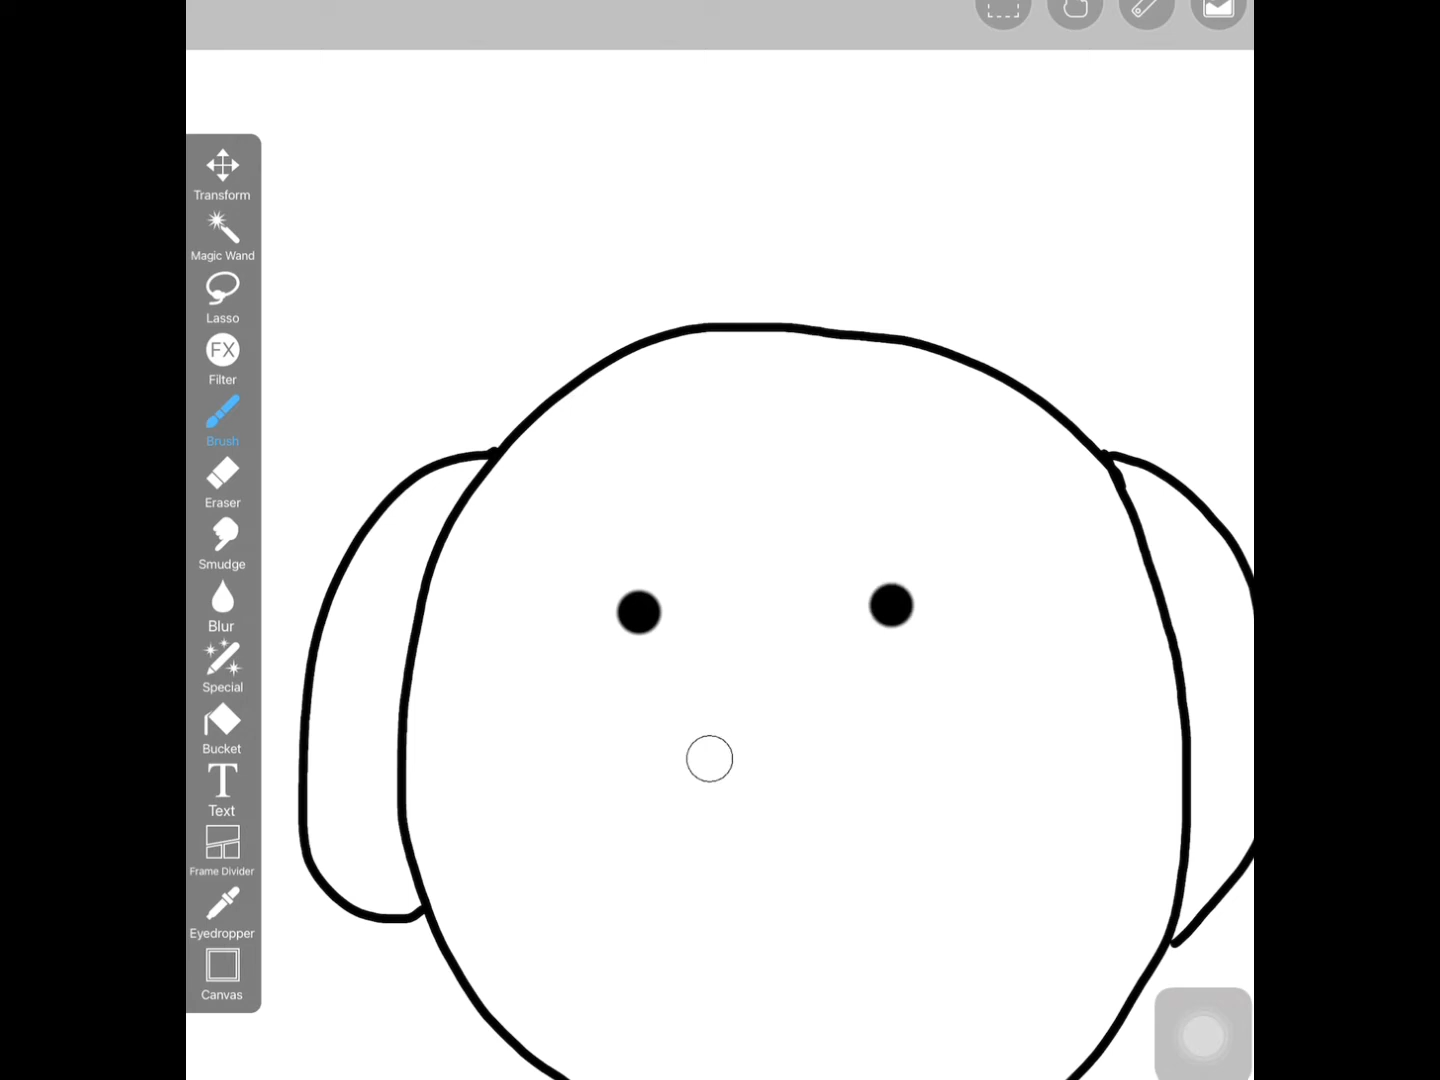 Transform
Magic Wand
Lasso
FX
Filter
Brush
Eraser
Smudge
Blur
Special
Bucket
T
Text
Frame Divider
Eyedropper
Canvas